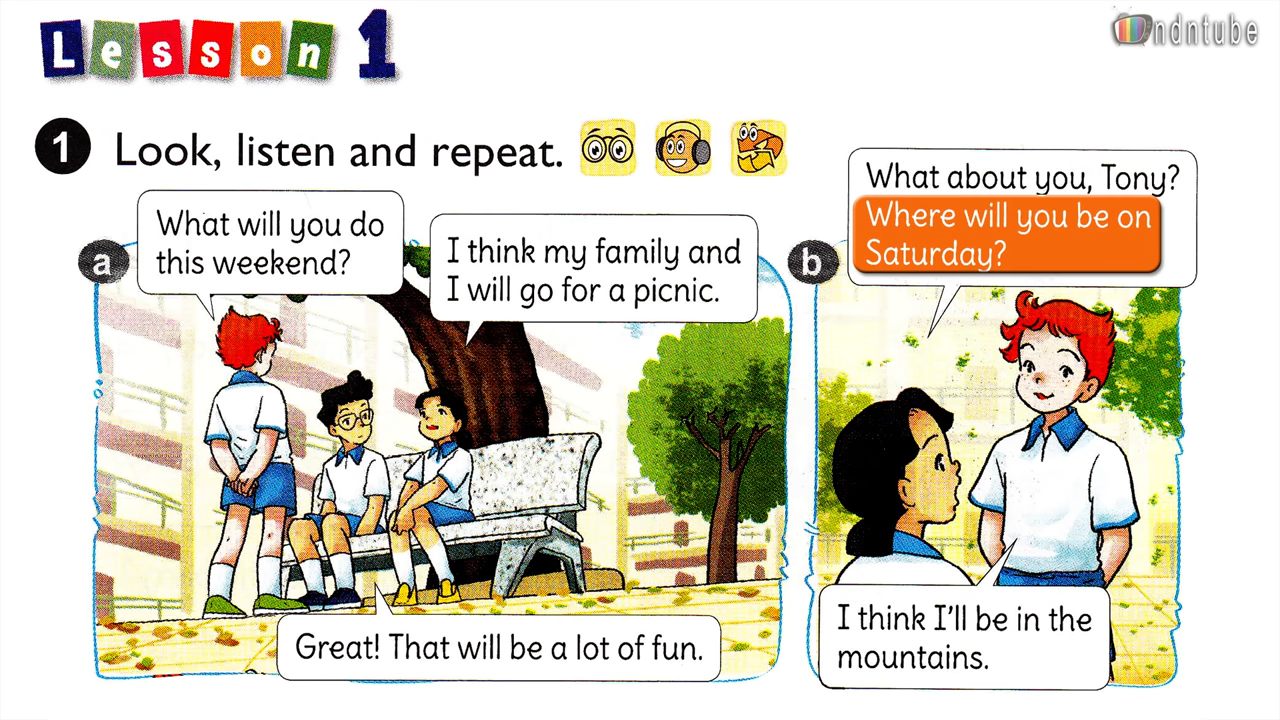 Lesson 1
ndntube
1 Look, listen and repeat.
a
What will you do
this weekend?
I think my family and
I will go for a picnic.
Great! That will be a lot of fun.
b
What about you, Tony?
Where will you be on
Saturday?
I think I'll be in the
mountains.